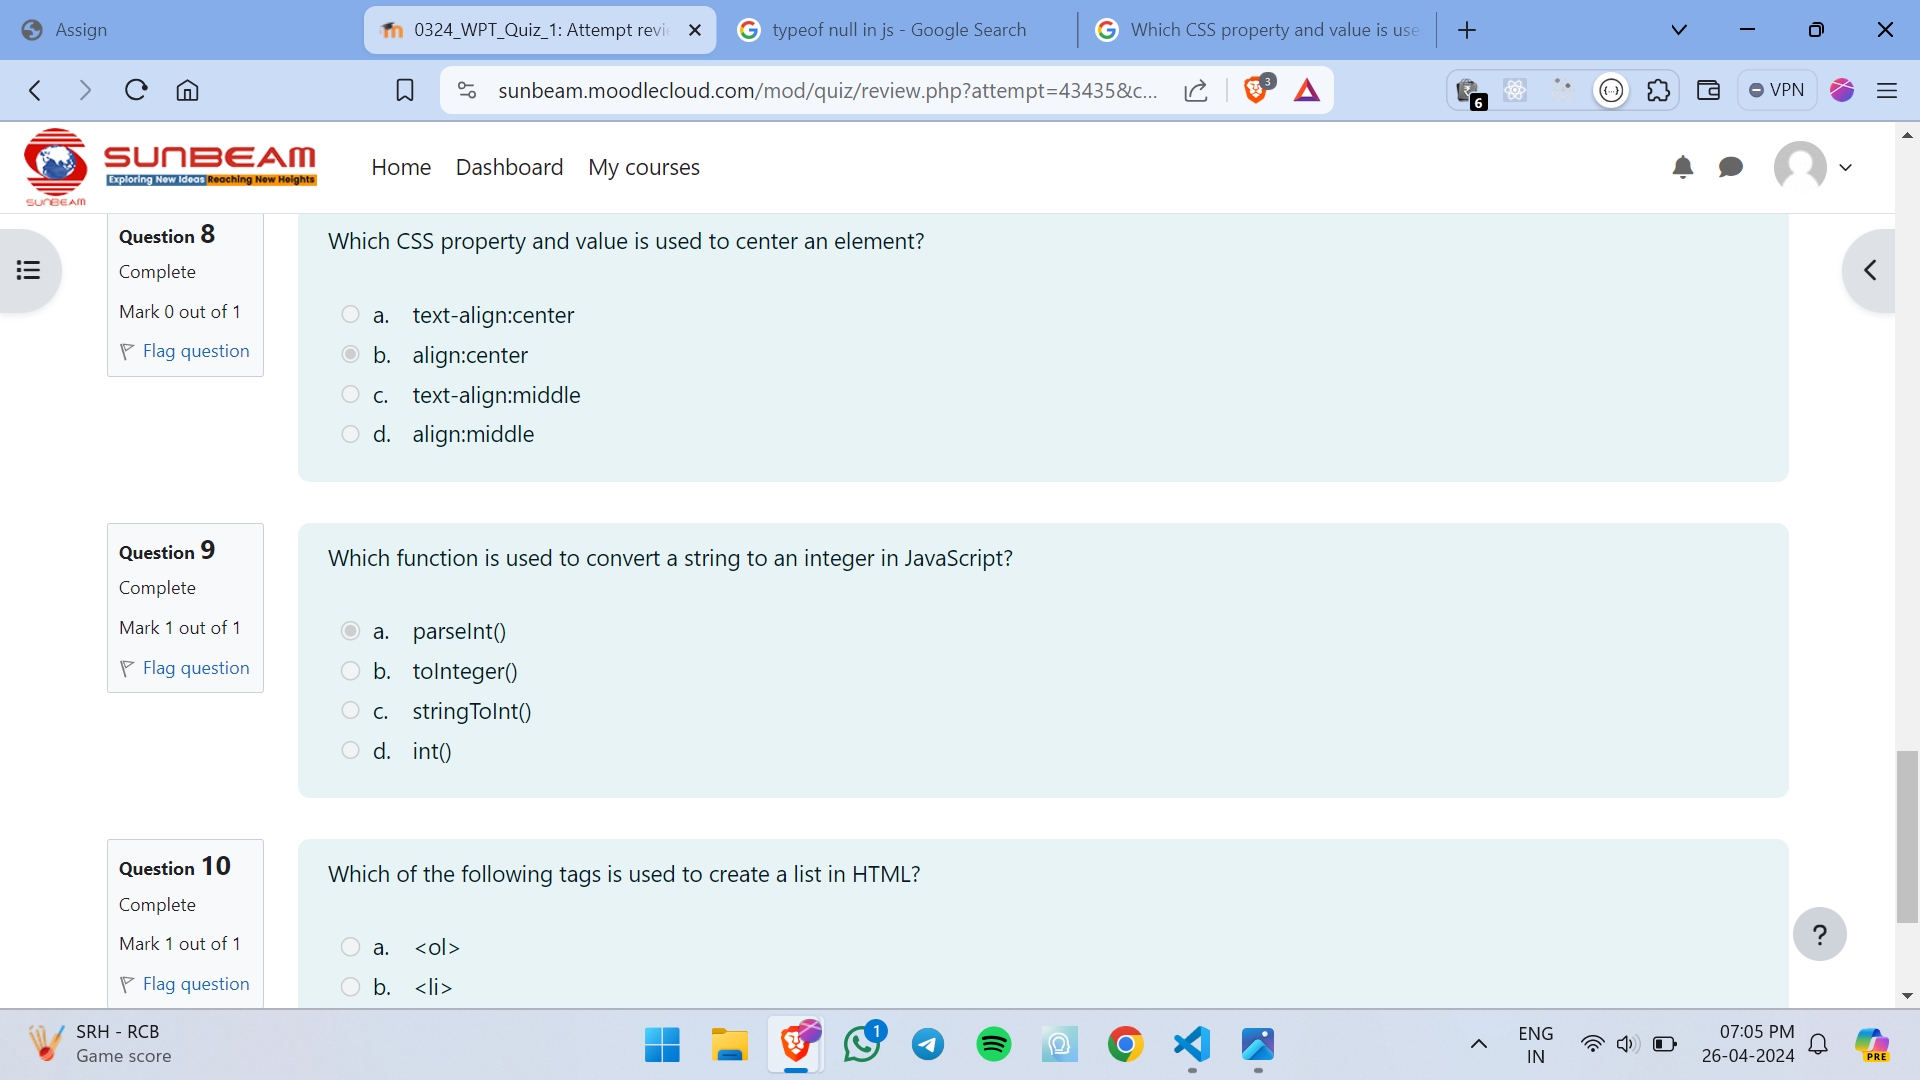 Assign
0324_WPT_Quiz_1: Attempt revi
typeof null in js - Google Search
Which CSS property and value is use
sunbeam.moodlecloud.com/mod/quiz/review.php?attempt=43435&c...
3
6
VPN
SUNBEAM
SUNBEAM
Exploring New Ideas Reaching New Heights
Home
Dashboard
My courses
Question 8
Complete
Mark 0 out of 1
Flag question
Which CSS property and value is used to center an element?
a. text-align:center
b. align:center
c. text-align:middle
d. align:middle
Question 9
Complete
Mark 1 out of 1
Flag question
Which function is used to convert a string to an integer in JavaScript?
a. parseInt()
b. toInteger()
c. stringToInt()
d. int()
Question 10
Complete
Mark 1 out of 1
Flag question
Which of the following tags is used to create a list in HTML?
a. <ol>
b. <li>
?
SRH - RCB
Game score
1
ENG
IN
07:05 PM
26-04-2024
PRE